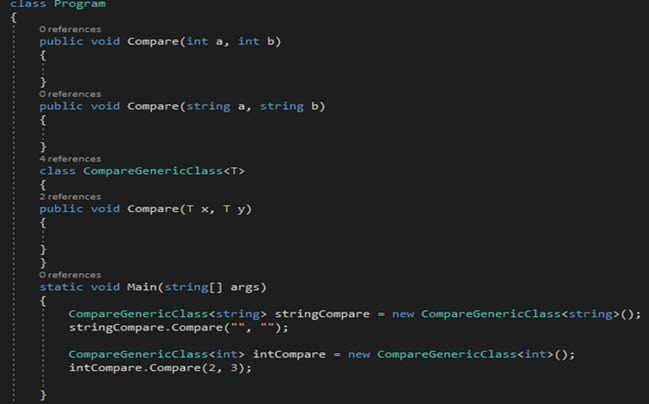 class Program
{
0 references
public void Compare(int a, int b)
{
}
0 references
public void Compare(string a, string b)
{
}
4 references
class CompareGenericClass<T>
{
2 references
public void Compare(T x, T y)
{
}
}
0 references
static void Main(string[] args)
{
CompareGenericClass<string> stringCompare = new CompareGenericClass<string>();
stringCompare.Compare("", "");
CompareGenericClass<int> intCompare = new CompareGenericClass<int>();
intCompare.Compare(2, 3);
}